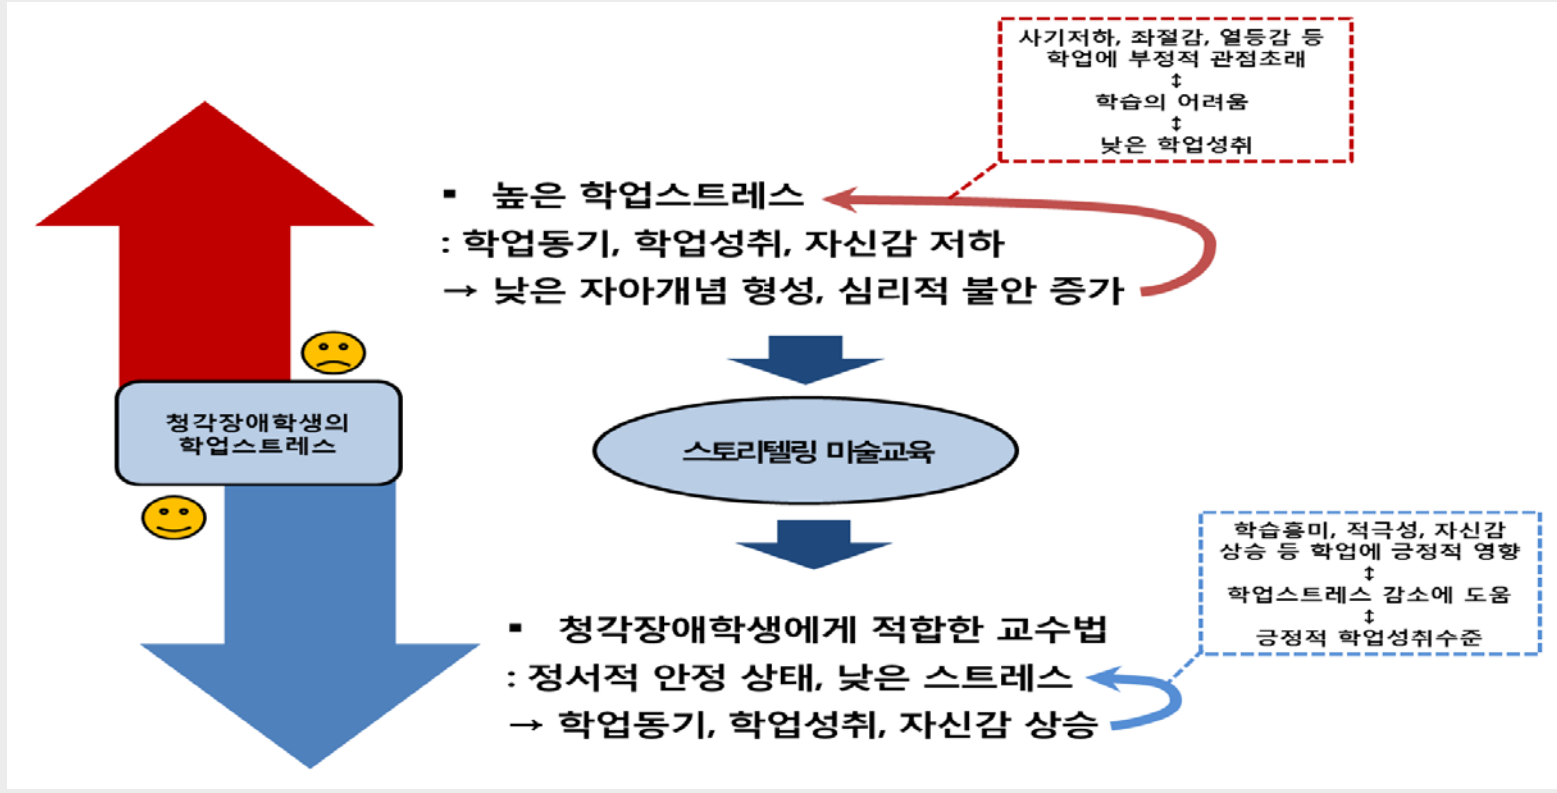 사기저하, 좌절감, 열등감 등
학업에 부정적 관점초래
↕
학습의 어려움
↕
낮은 학업성취
▪ 높은 학업스트레스
: 학업동기, 학업성취, 자신감 저하
→ 낮은 자아개념 형성, 심리적 불안 증가
청각장애학생의
학업스트레스
스토리텔링 미술교육
학습흥미, 적극성, 자신감
상승 등 학업에 긍정적 영향
↕
학업스트레스 감소에 도움
↕
긍정적 학업성취수준
▪ 청각장애학생에게 적합한 교수법
: 정서적 안정 상태, 낮은 스트레스
→ 학업동기, 학업성취, 자신감 상승